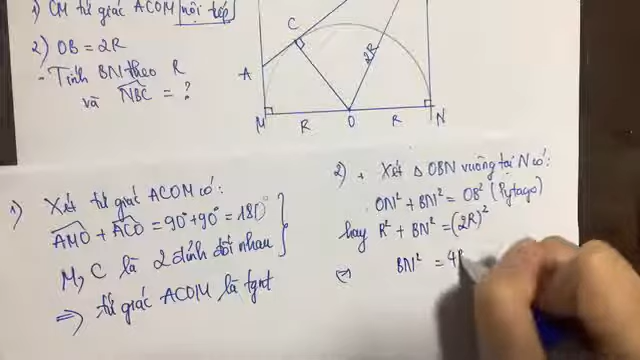 1) CM tứ giác ACOM nội tiếp
2) OB = 2R
- Tính BN theo R
và NBC = ?
C
2R
A
M
R
O
R
N
1) Xét tứ giác ACOM có:
AMO + ACO = 90° + 90° = 180°
M, C là 2 đỉnh đối nhau
=> tứ giác ACOM là tgnt
2) + Xét Δ OBN vuông tại N có:
ON² + BN² = OB² (Pytago)
hay R² + BN² = (2R)²
<=> BN² = 4R